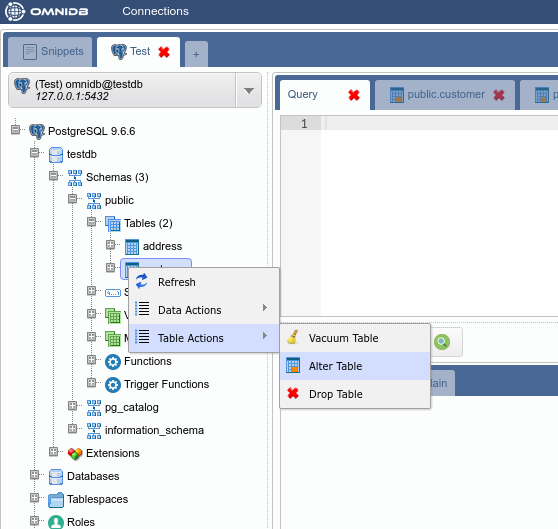 OMNIDB Connections
Snippets Test +
(Test) omnidb@testdb
127.0.0.1:5432
Query public.customer
1
PostgreSQL 9.6.6
testdb
Schemas (3)
public
Tables (2)
address
Refresh
Data Actions
Table Actions
Vacuum Table
Alter Table
Drop Table
Functions
Trigger Functions
pg_catalog
information_schema
Extensions
Databases
Tablespaces
Roles